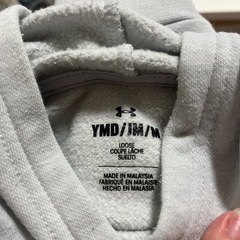 YMD/JM/M
LOOSE
COUPE LÂCHE
SUELTO
MADE IN MALAYSIA
FABRIQUÉ EN MALAISIE
HECHO EN MALASIA